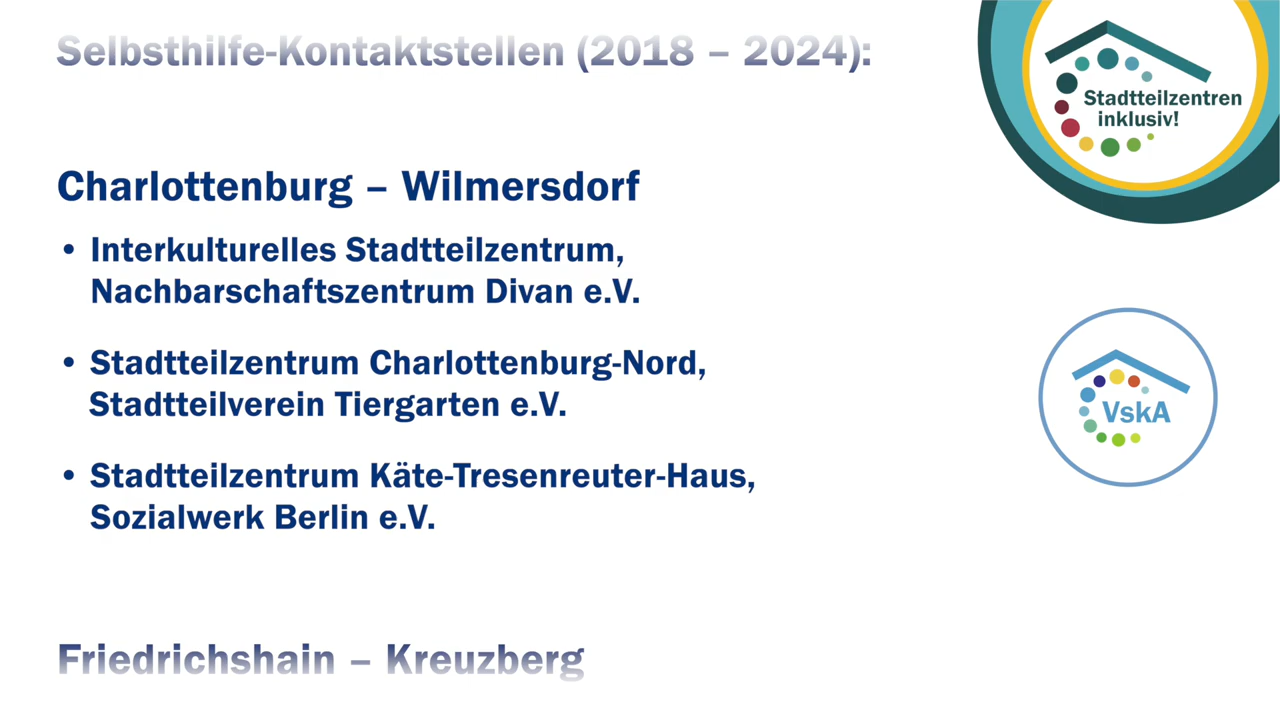 Selbsthilfe-Kontaktstellen (2018 – 2024):
Stadtteilzentren
inklusiv!
Charlottenburg – Wilmersdorf
• Interkulturelles Stadtteilzentrum,
Nachbarschaftszentrum Divan e.V.
• Stadtteilzentrum Charlottenburg-Nord,
Stadtteilverein Tiergarten e.V.
VskA
• Stadtteilzentrum Käte-Tresenreuter-Haus,
Sozialwerk Berlin e.V.
Friedrichshain – Kreuzberg